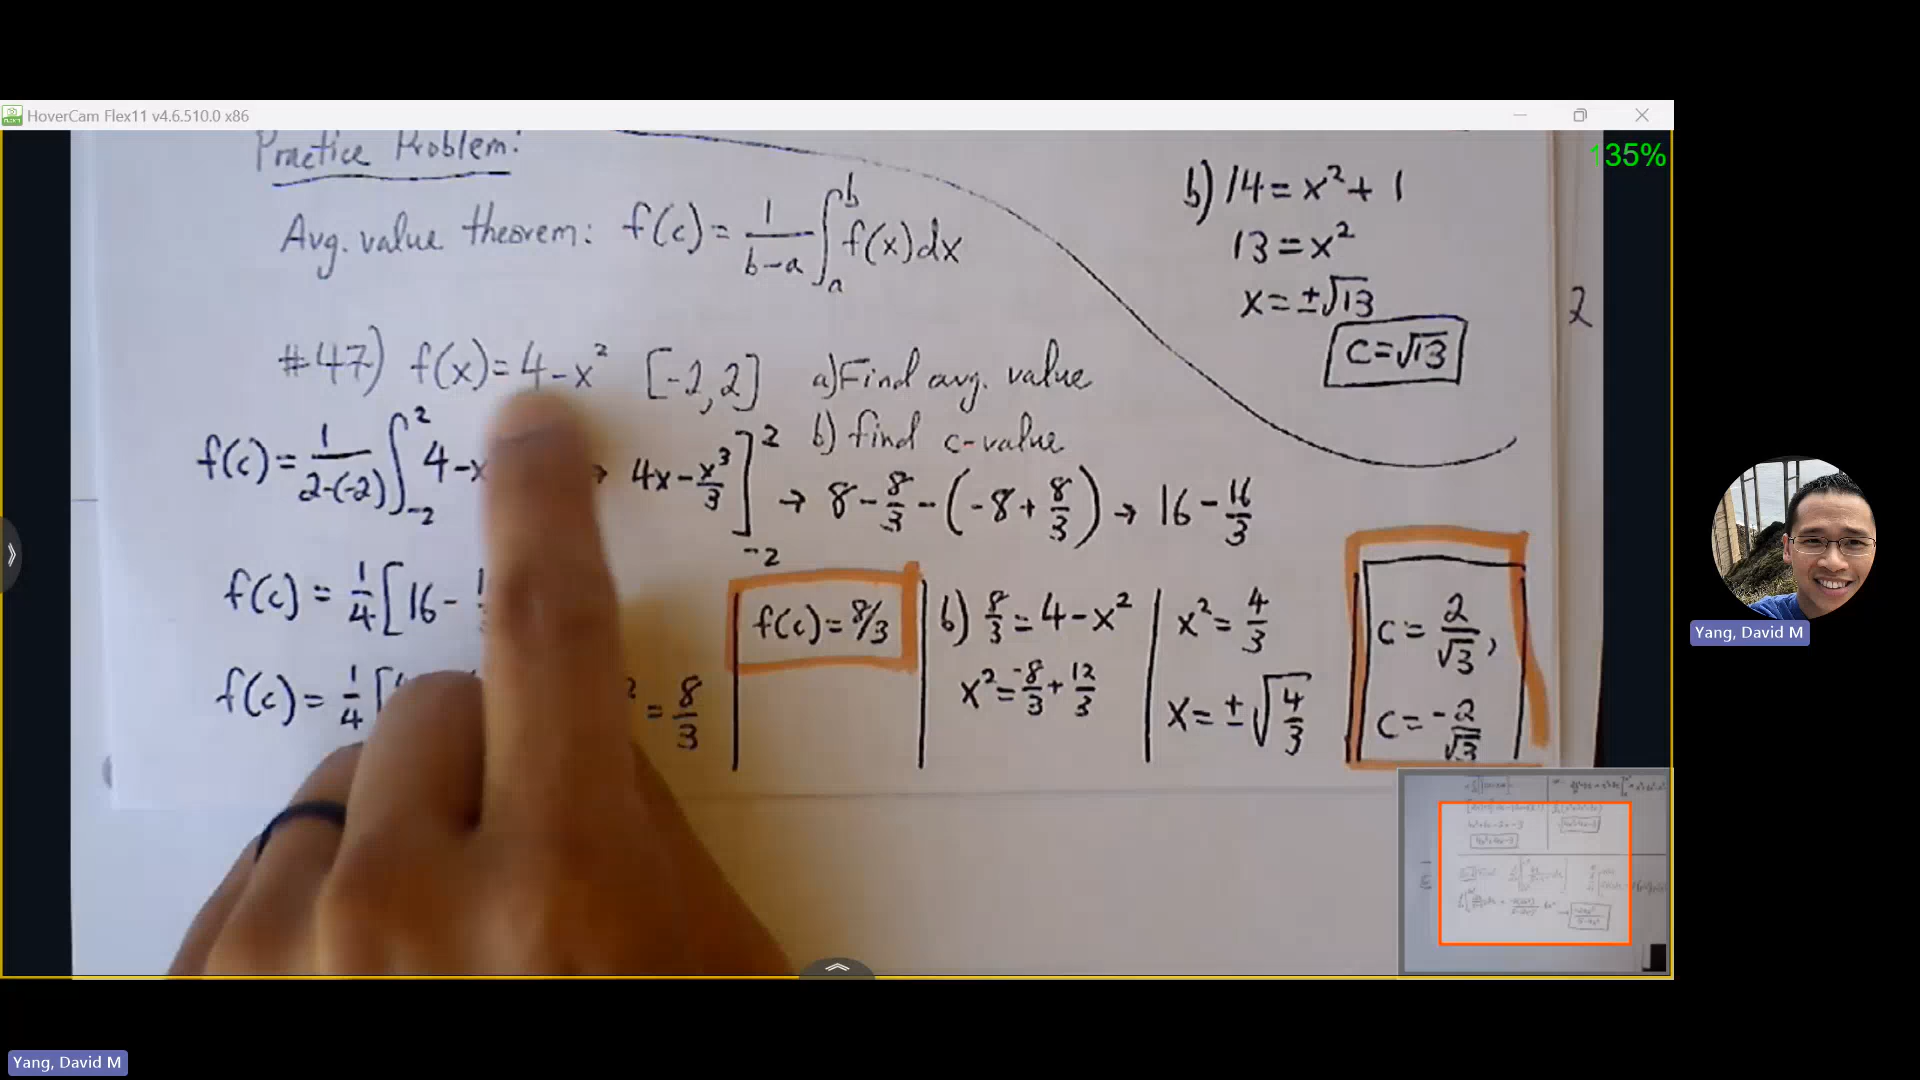 HoverCam Flex11 v4.6.510.0 x86
135%
Practice Problem:
Avg. value theorem: f(c) = 1/(b-a) ∫_a^b f(x)dx
b) 14 = x² + 1
13 = x²
x = ±√13
c = √13
2
#47) f(x) = 4-x² [-2,2] a) Find avg. value
b) find c-value
f(c) = 1/(2-(-2)) ∫_-2^2 4-x → 4x - x³/3 ]_-2^2 → 8 - 8/3 - (-8 + 8/3) → 16 - 16/3
f(c) = 1/4 [16 -
f(c) = 8/3
b) 8/3 = 4-x²
x² = -8/3 + 12/3
x² = 4/3
x = ±√(4/3)
c = 2/√3,
c = -2/√3
f(c) = 1/4 [
= 8/3
Yang, David M
Yang, David M